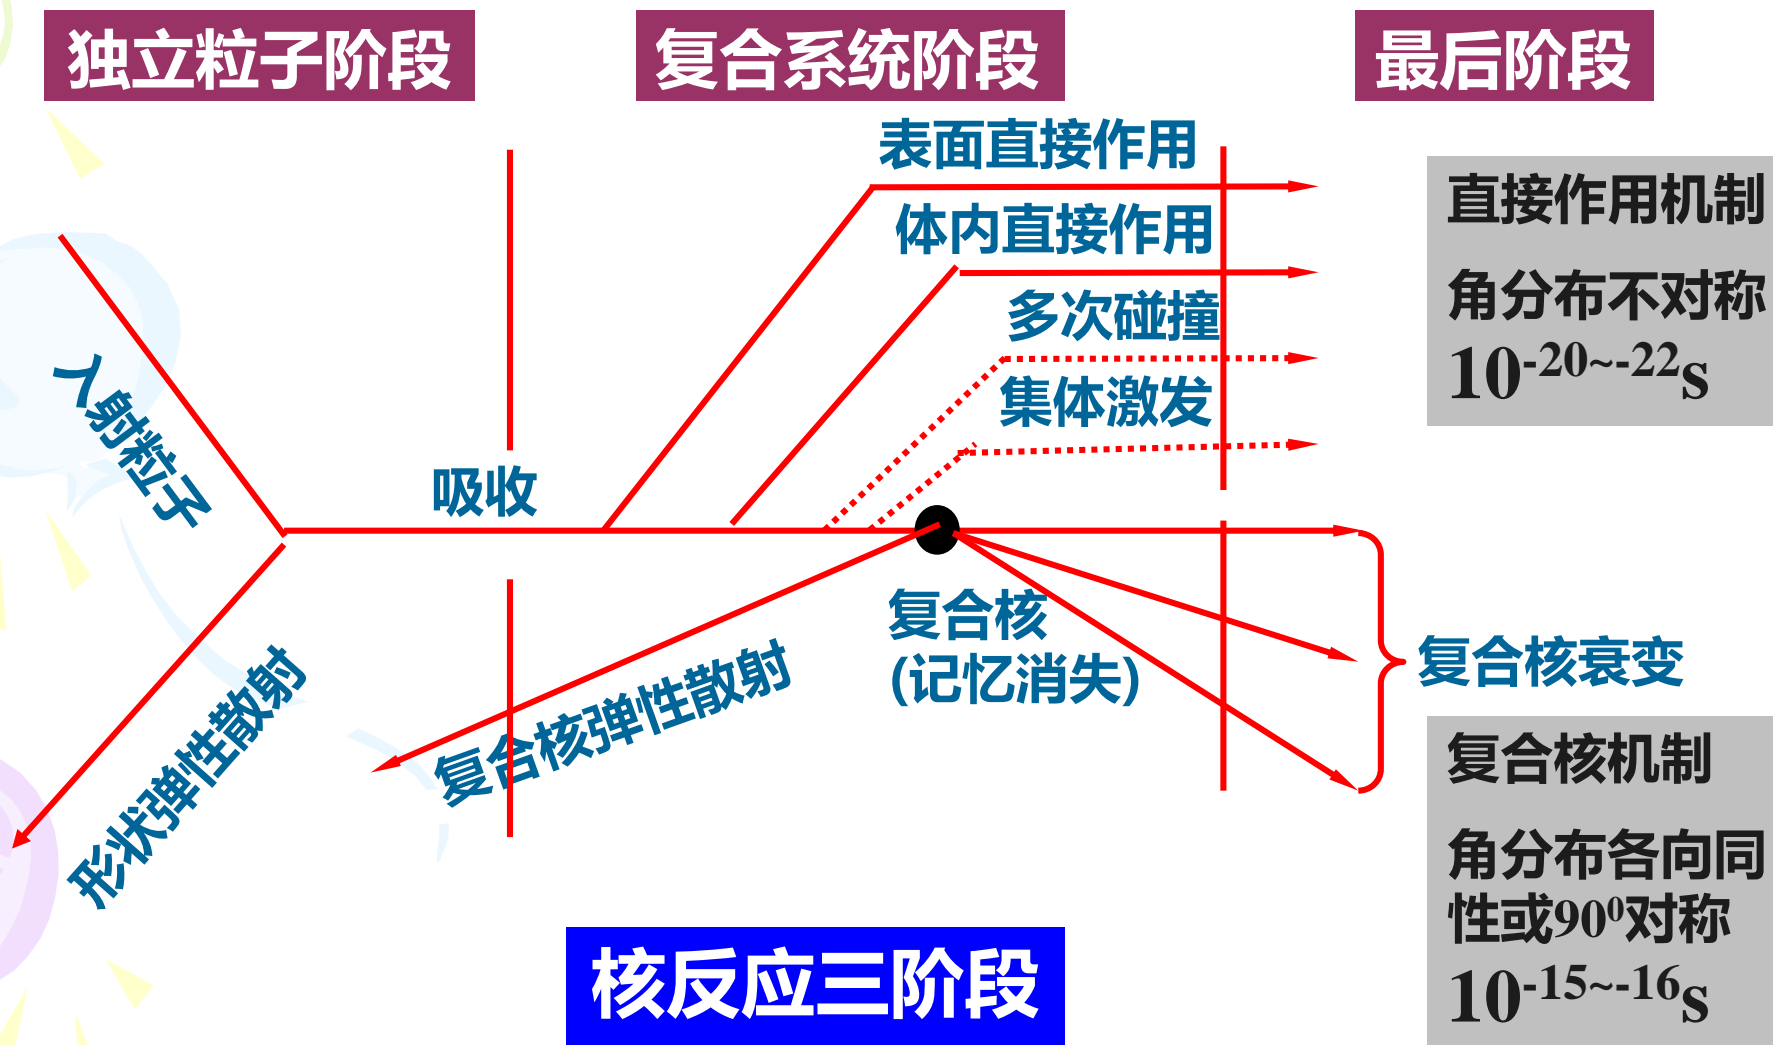 独立粒子阶段
复合系统阶段
最后阶段
表面直接作用
体内直接作用
多次碰撞
集体激发
直接作用机制
角分布不对称
10-20~-22s
入射粒子
吸收
形状弹性散射
复合核弹性散射
复合核
(记忆消失)
复合核衰变
复合核机制
角分布各向同
性或900对称
10-15~-16s
核反应三阶段